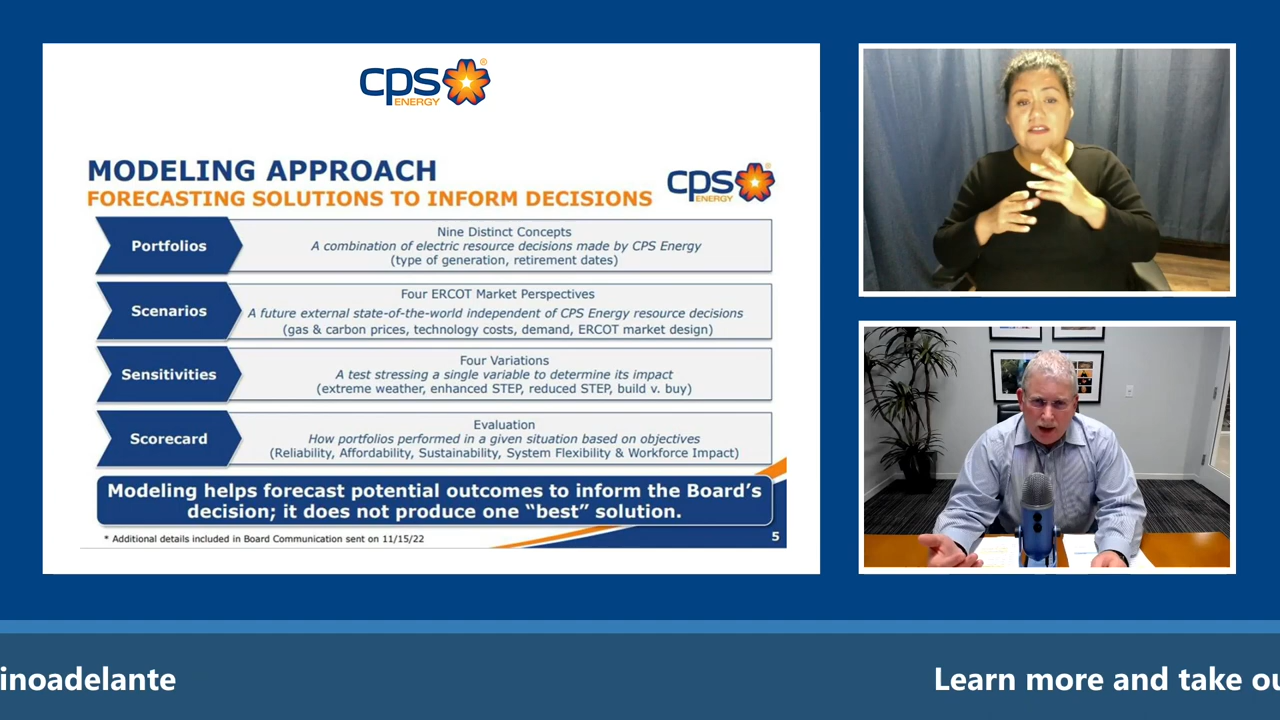 cps
ENERGY
MODELING APPROACH
FORECASTING SOLUTIONS TO INFORM DECISIONS
cps
ENERGY
Portfolios
Nine Distinct Concepts
A combination of electric resource decisions made by CPS Energy
(type of generation, retirement dates)
Scenarios
Four ERCOT Market Perspectives
A future external state-of-the-world independent of CPS Energy resource decisions
(gas & carbon prices, technology costs, demand, ERCOT market design)
Sensitivities
Four Variations
A test stressing a single variable to determine its impact
(extreme weather, enhanced STEP, reduced STEP, build v. buy)
Scorecard
Evaluation
How portfolios performed in a given situation based on objectives
(Reliability, Affordability, Sustainability, System Flexibility & Workforce Impact)
Modeling helps forecast potential outcomes to inform the Board's
decision; it does not produce one “best” solution.
* Additional details included in Board Communication sent on 11/15/22
5
inoadelante
Learn more and take ou